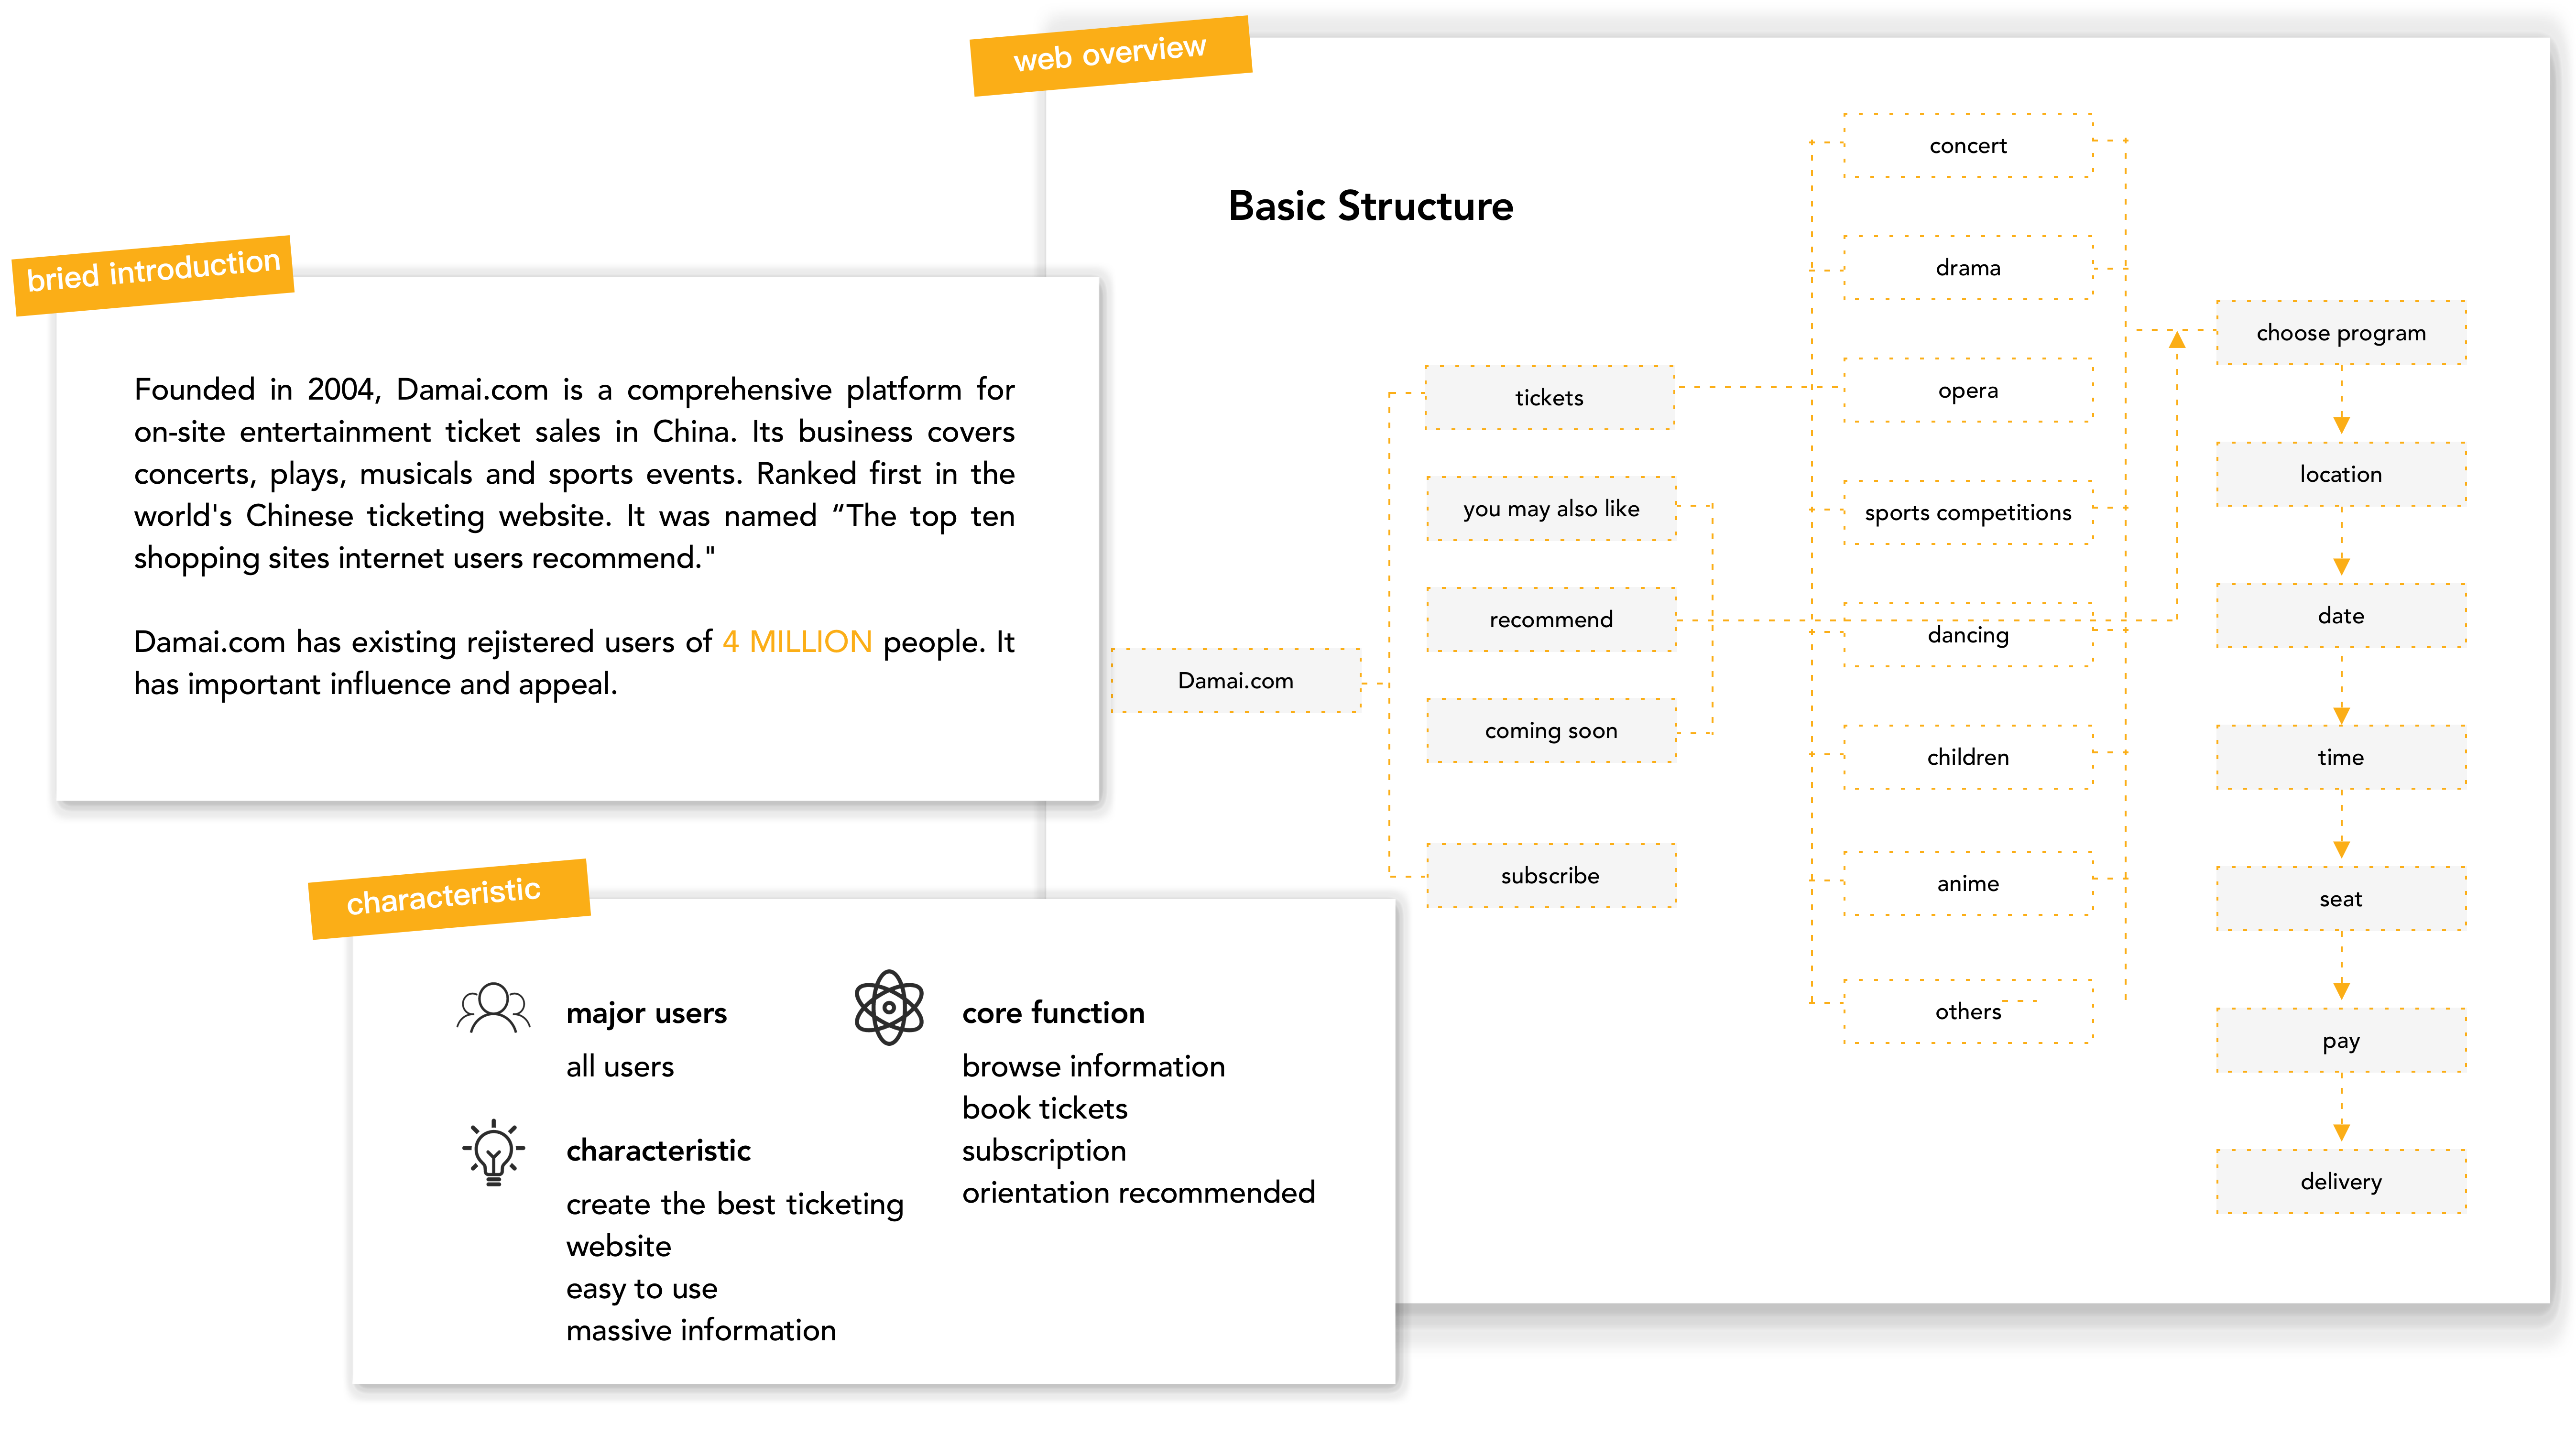 web overview
Basic Structure
bried introduction
Founded in 2004, Damai.com is a comprehensive platform for
on-site entertainment ticket sales in China. Its business covers
concerts, plays, musicals and sports events. Ranked first in the
world's Chinese ticketing website. It was named “The top ten
shopping sites internet users recommend."
Damai.com has existing rejistered users of 4 MILLION people. It
has important influence and appeal.
Damai.com
tickets
you may also like
recommend
coming soon
subscribe
concert
drama
opera
sports competitions
dancing
children
anime
others
choose program
location
date
time
seat
pay
delivery
characteristic
major users
all users
characteristic
create the best ticketing
website
easy to use
massive information
core function
browse information
book tickets
subscription
orientation recommended